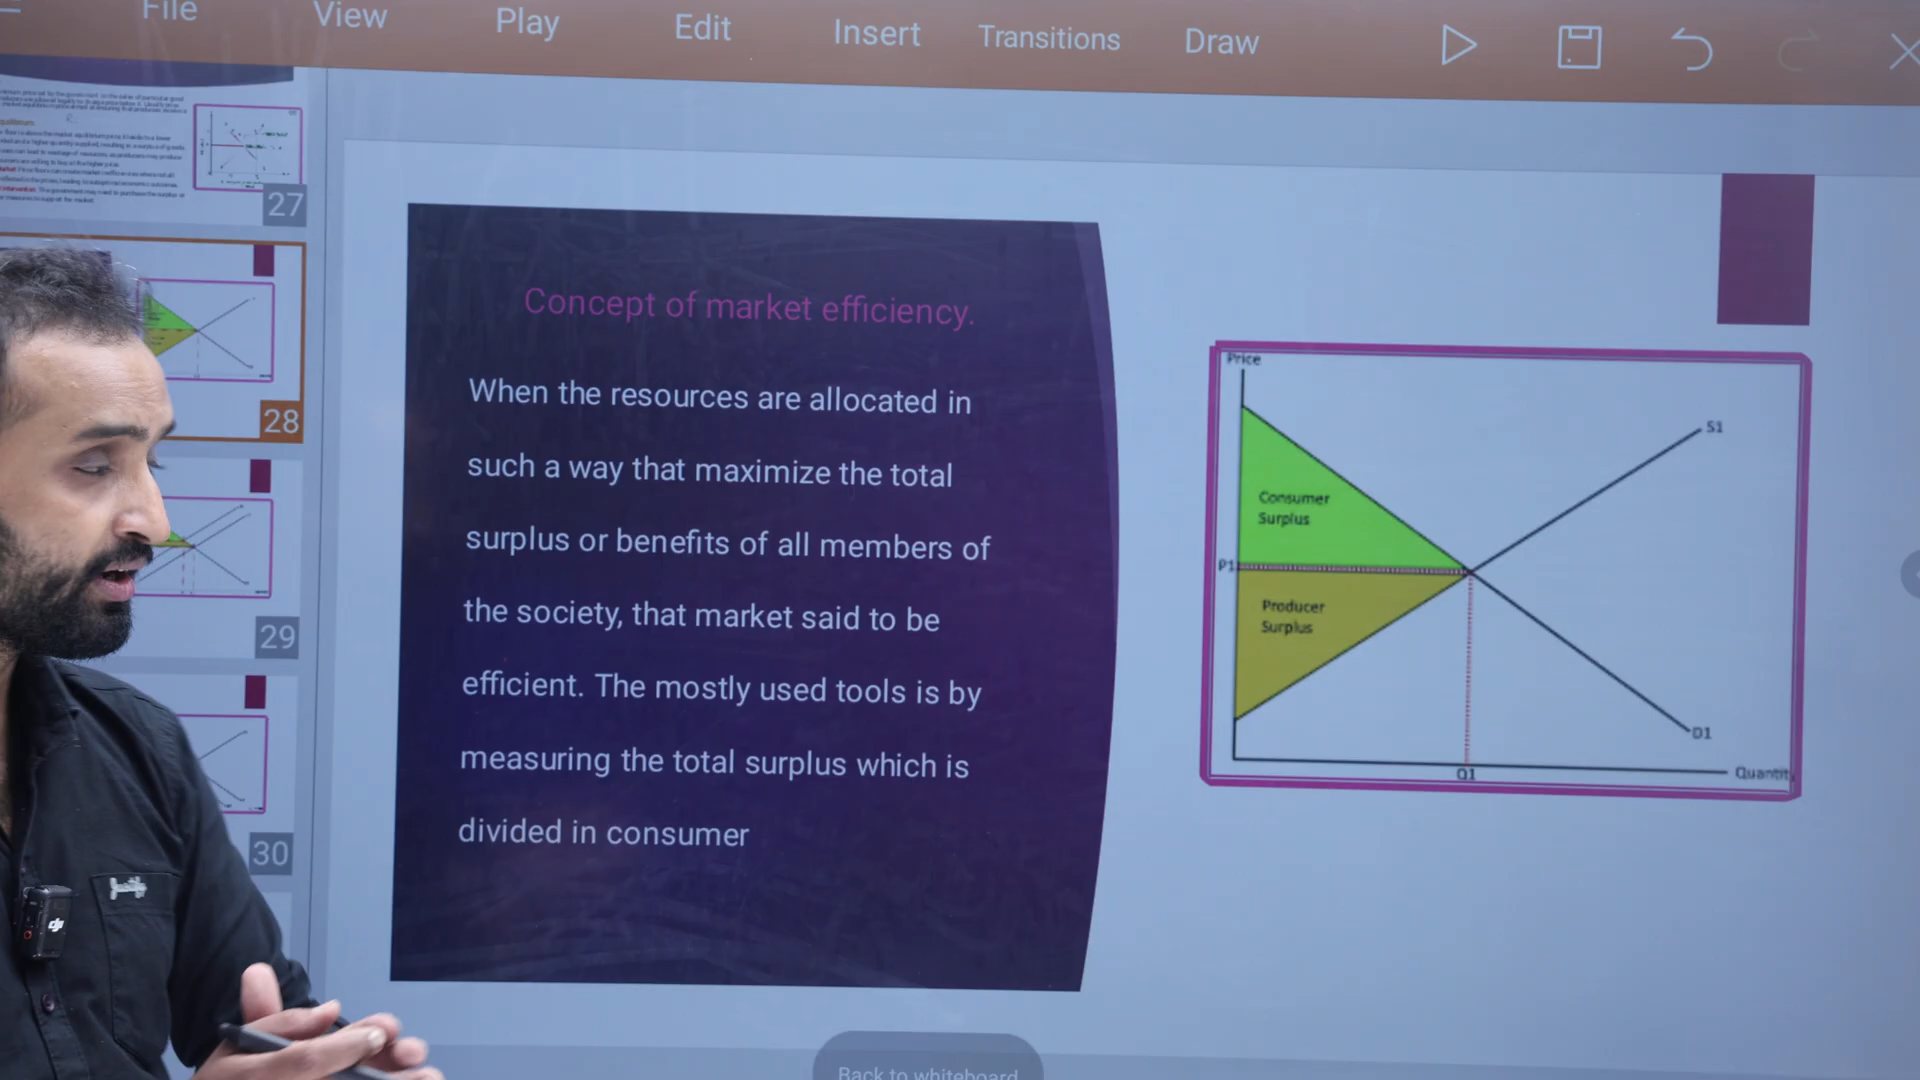 File View Play Edit Insert Transitions Draw
27
28
29
30
Concept of market efficiency.
When the resources are allocated in
such a way that maximize the total
surplus or benefits of all members of
the society, that market said to be
efficient. The mostly used tools is by
measuring the total surplus which is
divided in consumer
Price
S1
Consumer
Surplus
P1
Producer
Surplus
D1
Q1
Quantit
dji
Back to whiteboard